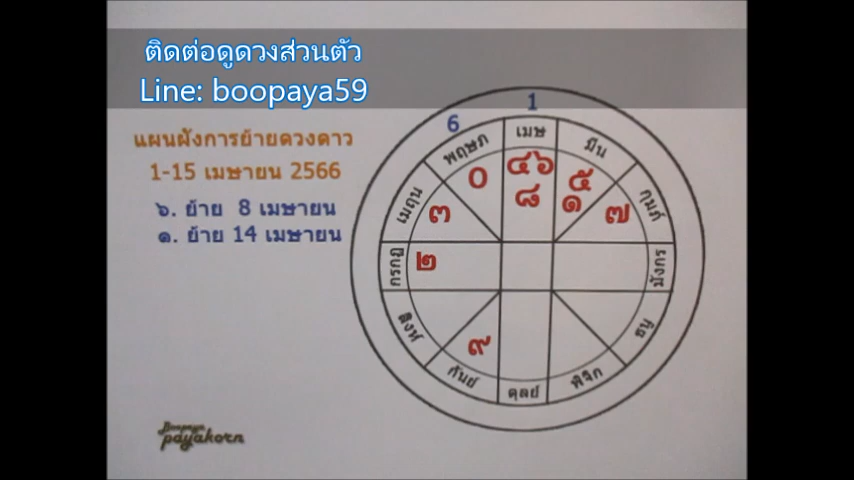 ติดต่อดูดวงส่วนตัว
Line: boopaya59
แผนผังการย้ายดวงดาว
1-15 เมษายน 2566
๖. ย้าย 8 เมษายน
๑. ย้าย 14 เมษายน
1
6
เมษ
พฤษภ
มีน
เมถุน
กุมภ์
กรกฎ
มังกร
สิงห์
ธนู
กันย์
ตุลย์
พิจิก
๔๖
๘
๕
๑
๐
๓
๗
๒
๙
Boopaya
payakorn